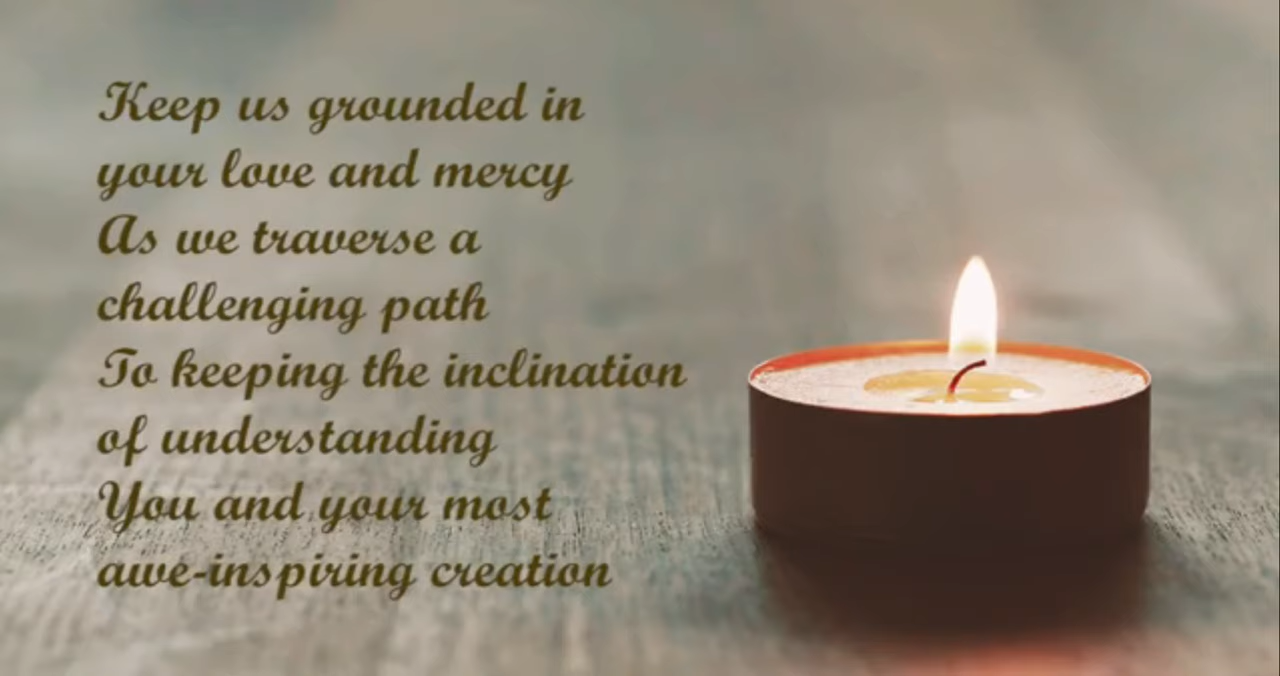 Keep us grounded in
your love and mercy
As we traverse a
challenging path
To keeping the inclination
of understanding
You and your most
awe-inspiring creation